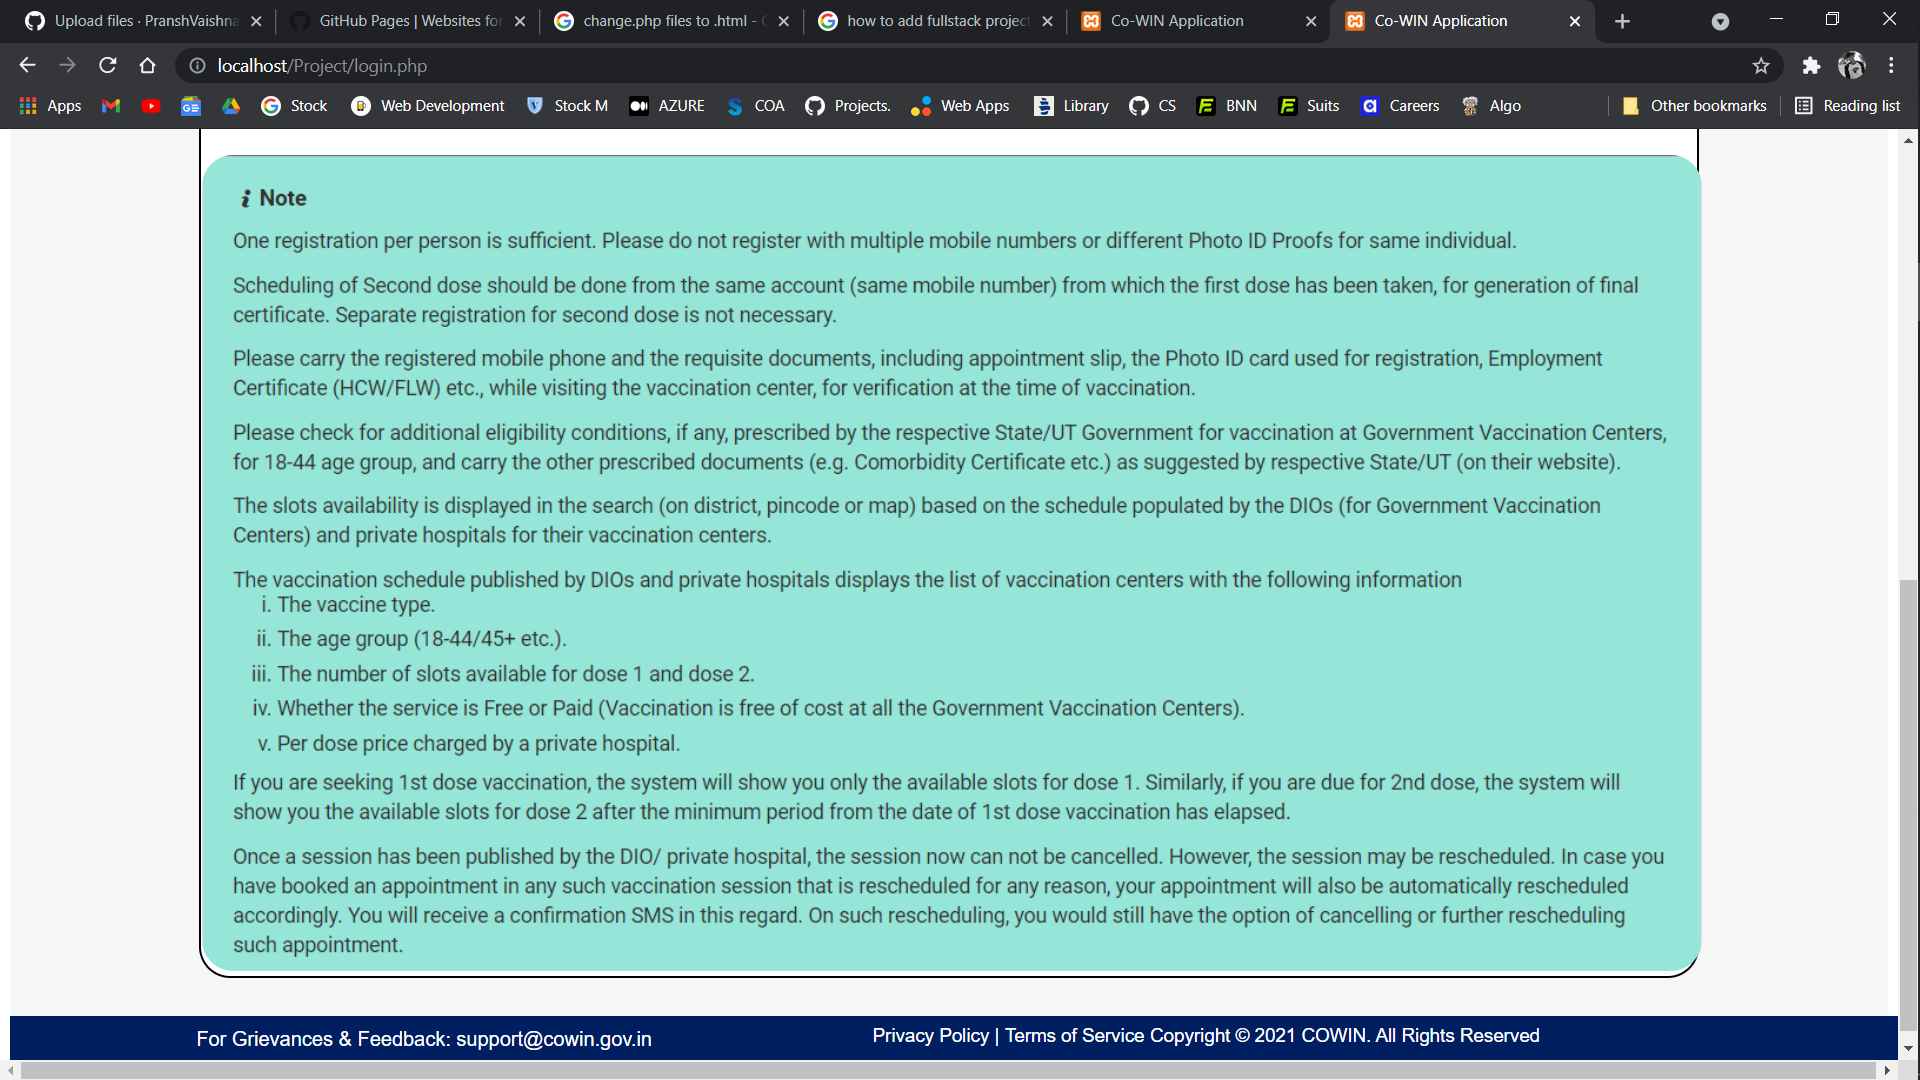 Upload files · PranshVaishna
GitHub Pages | Websites for
change.php files to .html - G
how to add fullstack project
Co-WIN Application
Co-WIN Application
localhost/Project/login.php
Apps
Stock
Web Development
Stock M
AZURE
COA
Projects.
Web Apps
Library
CS
BNN
Suits
Careers
Algo
Other bookmarks
Reading list
Note
One registration per person is sufficient. Please do not register with multiple mobile numbers or different Photo ID Proofs for same individual.
Scheduling of Second dose should be done from the same account (same mobile number) from which the first dose has been taken, for generation of final
certificate. Separate registration for second dose is not necessary.
Please carry the registered mobile phone and the requisite documents, including appointment slip, the Photo ID card used for registration, Employment
Certificate (HCW/FLW) etc., while visiting the vaccination center, for verification at the time of vaccination.
Please check for additional eligibility conditions, if any, prescribed by the respective State/UT Government for vaccination at Government Vaccination Centers,
for 18-44 age group, and carry the other prescribed documents (e.g. Comorbidity Certificate etc.) as suggested by respective State/UT (on their website).
The slots availability is displayed in the search (on district, pincode or map) based on the schedule populated by the DIOs (for Government Vaccination
Centers) and private hospitals for their vaccination centers.
The vaccination schedule published by DIOs and private hospitals displays the list of vaccination centers with the following information
i. The vaccine type.
ii. The age group (18-44/45+ etc.).
iii. The number of slots available for dose 1 and dose 2.
iv. Whether the service is Free or Paid (Vaccination is free of cost at all the Government Vaccination Centers).
v. Per dose price charged by a private hospital.
If you are seeking 1st dose vaccination, the system will show you only the available slots for dose 1. Similarly, if you are due for 2nd dose, the system will
show you the available slots for dose 2 after the minimum period from the date of 1st dose vaccination has elapsed.
Once a session has been published by the DIO/ private hospital, the session now can not be cancelled. However, the session may be rescheduled. In case you
have booked an appointment in any such vaccination session that is rescheduled for any reason, your appointment will also be automatically rescheduled
accordingly. You will receive a confirmation SMS in this regard. On such rescheduling, you would still have the option of cancelling or further rescheduling
such appointment.
For Grievances & Feedback: support@cowin.gov.in
Privacy Policy | Terms of Service Copyright © 2021 COWIN. All Rights Reserved